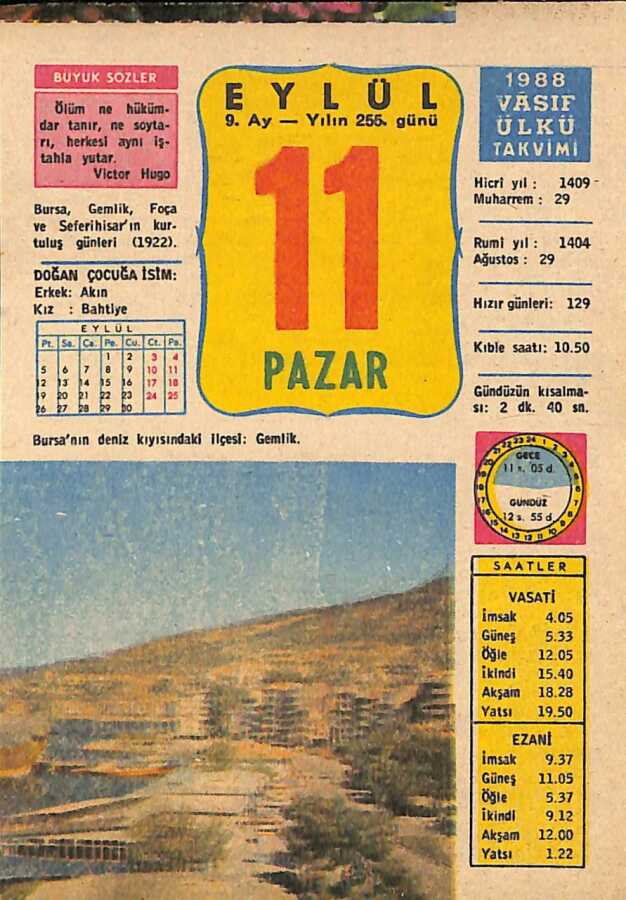 BÜYÜK SÖZLER
Ölüm ne hüküm-
dar tanır, ne soyta-
rı, herkesi aynı iş-
tahla yutar.
Victor Hugo
Bursa, Gemlik, Foça
ve Seferihisar'ın kur-
tuluş günleri (1922).
DOĞAN ÇOCUĞA İSİM:
Erkek: Akın
Kız : Bahtiye
EYLÜL
Pt. Sa. Ça. Pe. Cu. Ct. Pa.
1 2 3 4
5 6 7 8 9 10 11
12 13 14 15 16 17 18
19 20 21 22 23 24 25
26 27 28 29 30
EYLÜL
9. Ay — Yılın 255. günü
11
PAZAR
1988
VÂSIF
ÜLKÜ
TAKVİMİ
Hicri yıl : 1409
Muharrem : 29
Rumi yıl : 1404
Ağustos : 29
Hızır günleri: 129
Kıble saatı: 10.50
Gündüzün kısalma-
sı: 2 dk. 40 sn.
Bursa'nın deniz kıyısındaki ilçesi: Gemlik.
GECE
11 s. 05 d.
GÜNDÜZ
12 s. 55 d.
SAATLER
VASATİ
İmsak 4.05
Güneş 5.33
Öğle 12.05
İkindi 15.40
Akşam 18.28
Yatsı 19.50
EZANİ
İmsak 9.37
Güneş 11.05
Öğle 5.37
İkindi 9.12
Akşam 12.00
Yatsı 1.22